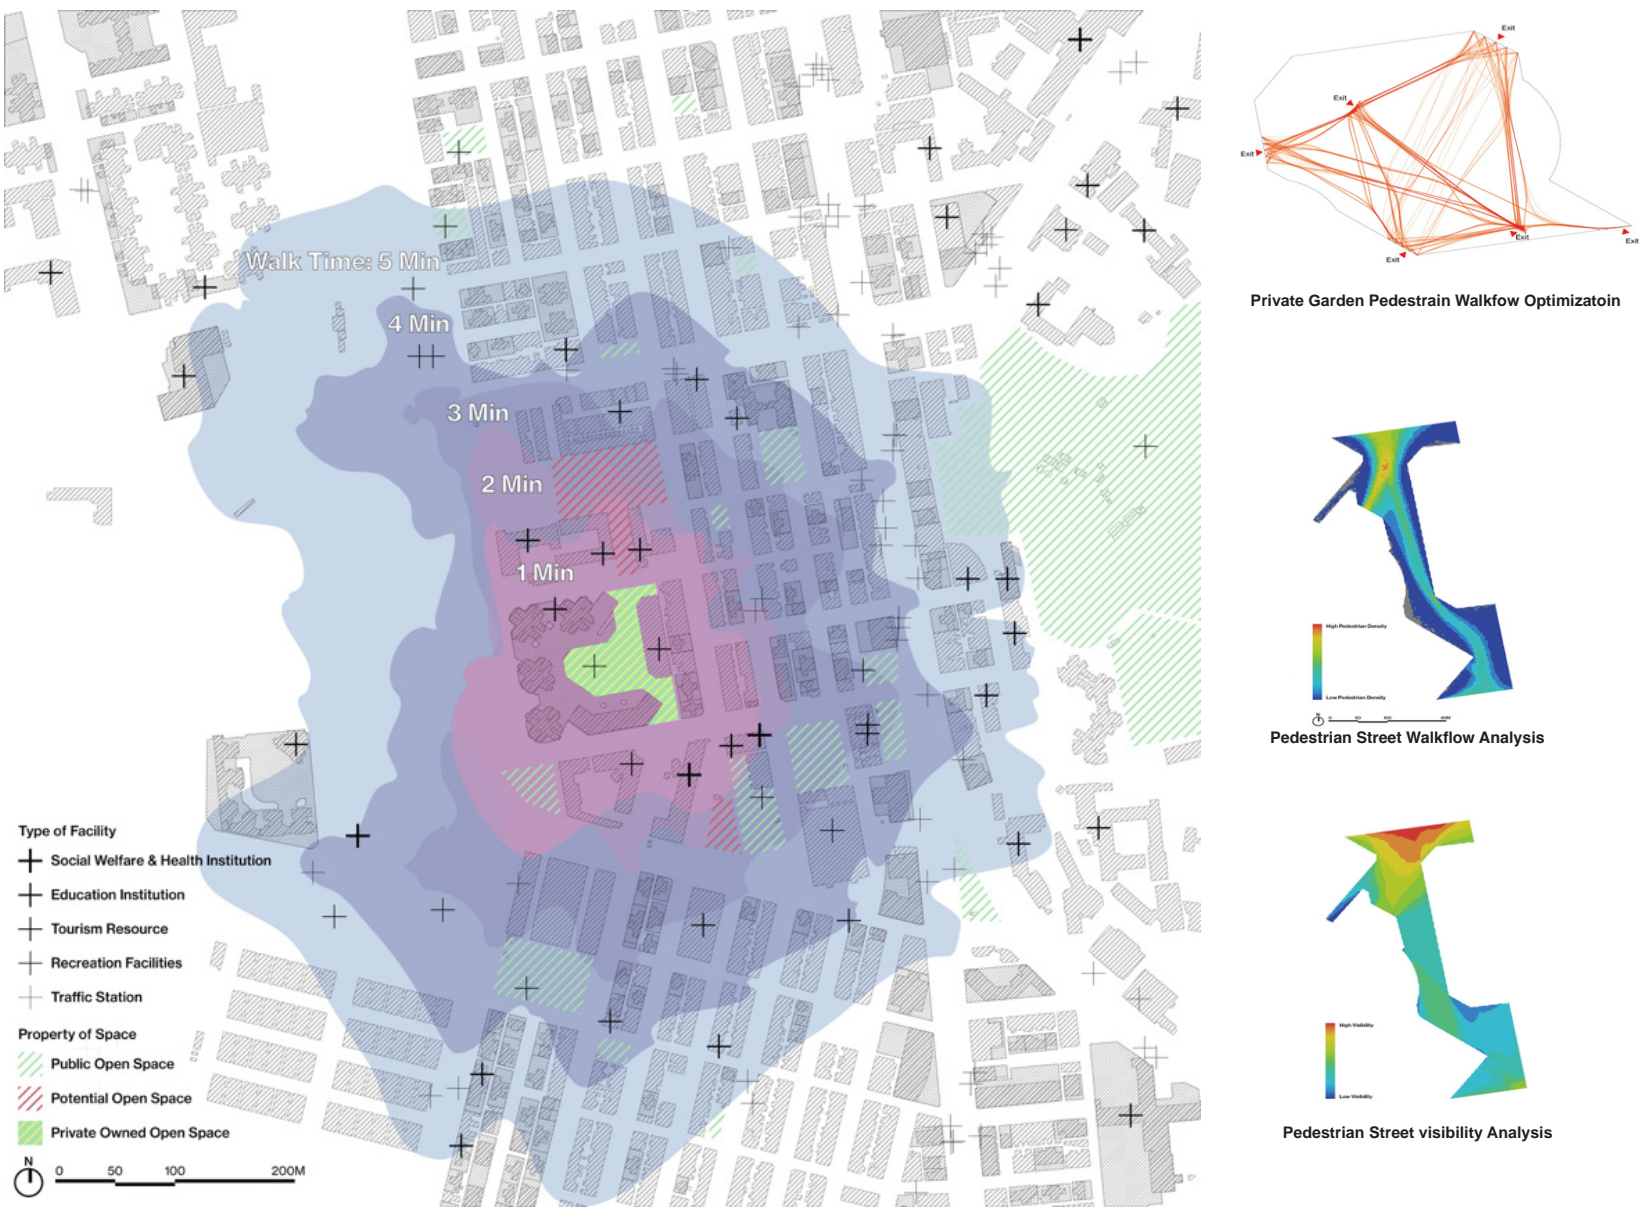 Walk Time: 5 Min
4 Min
3 Min
2 Min
1 Min
Type of Facility
Social Welfare & Health Institution
Education Institution
Tourism Resource
Recreation Facilities
Traffic Station
Property of Space
Public Open Space
Potential Open Space
Private Owned Open Space
N
0 50 100 200M
Exit
Exit
Exit
Exit
Exit
Exit
Private Garden Pedestrain Walkfow Optimizatoin
High Pedestrian Density
Low Pedestrian Density
N
0 50 100
Pedestrian Street Walkflow Analysis
High Visibility
Low Visibility
Pedestrian Street visibility Analysis